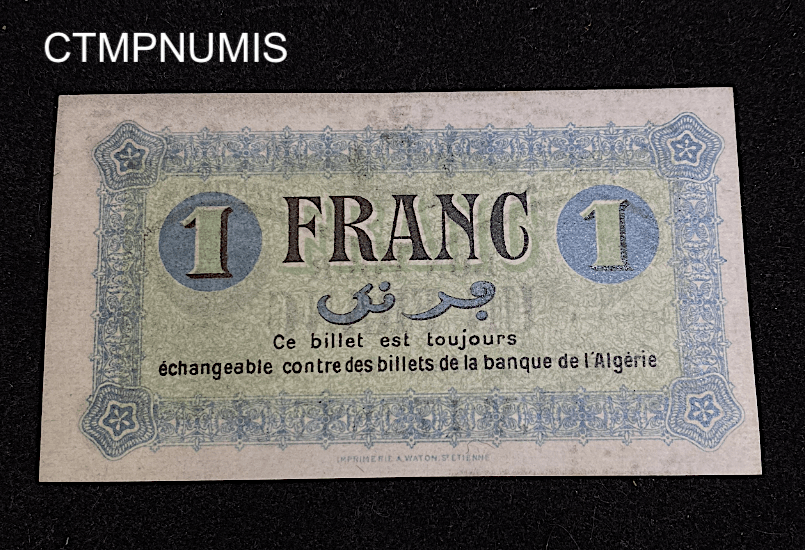 CTMPNUMIS
1 FRANC 1
فرنك
Ce billet est toujours
échangeable contre des billets de la banque de l'Algérie
IMPRIMERIE A. WATON. ST ETIENNE